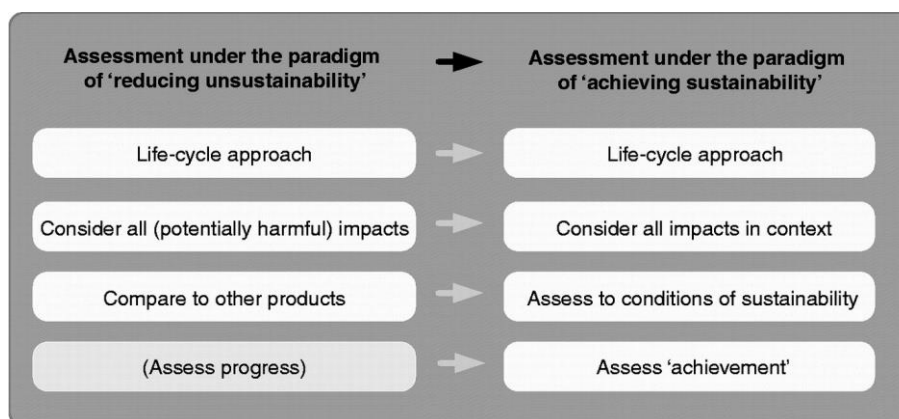 Assessment under the paradigm
of ‘reducing unsustainability’
Assessment under the paradigm
of ‘achieving sustainability’
Life-cycle approach
Life-cycle approach
Consider all (potentially harmful) impacts
Consider all impacts in context
Compare to other products
Assess to conditions of sustainability
(Assess progress)
Assess ‘achievement’